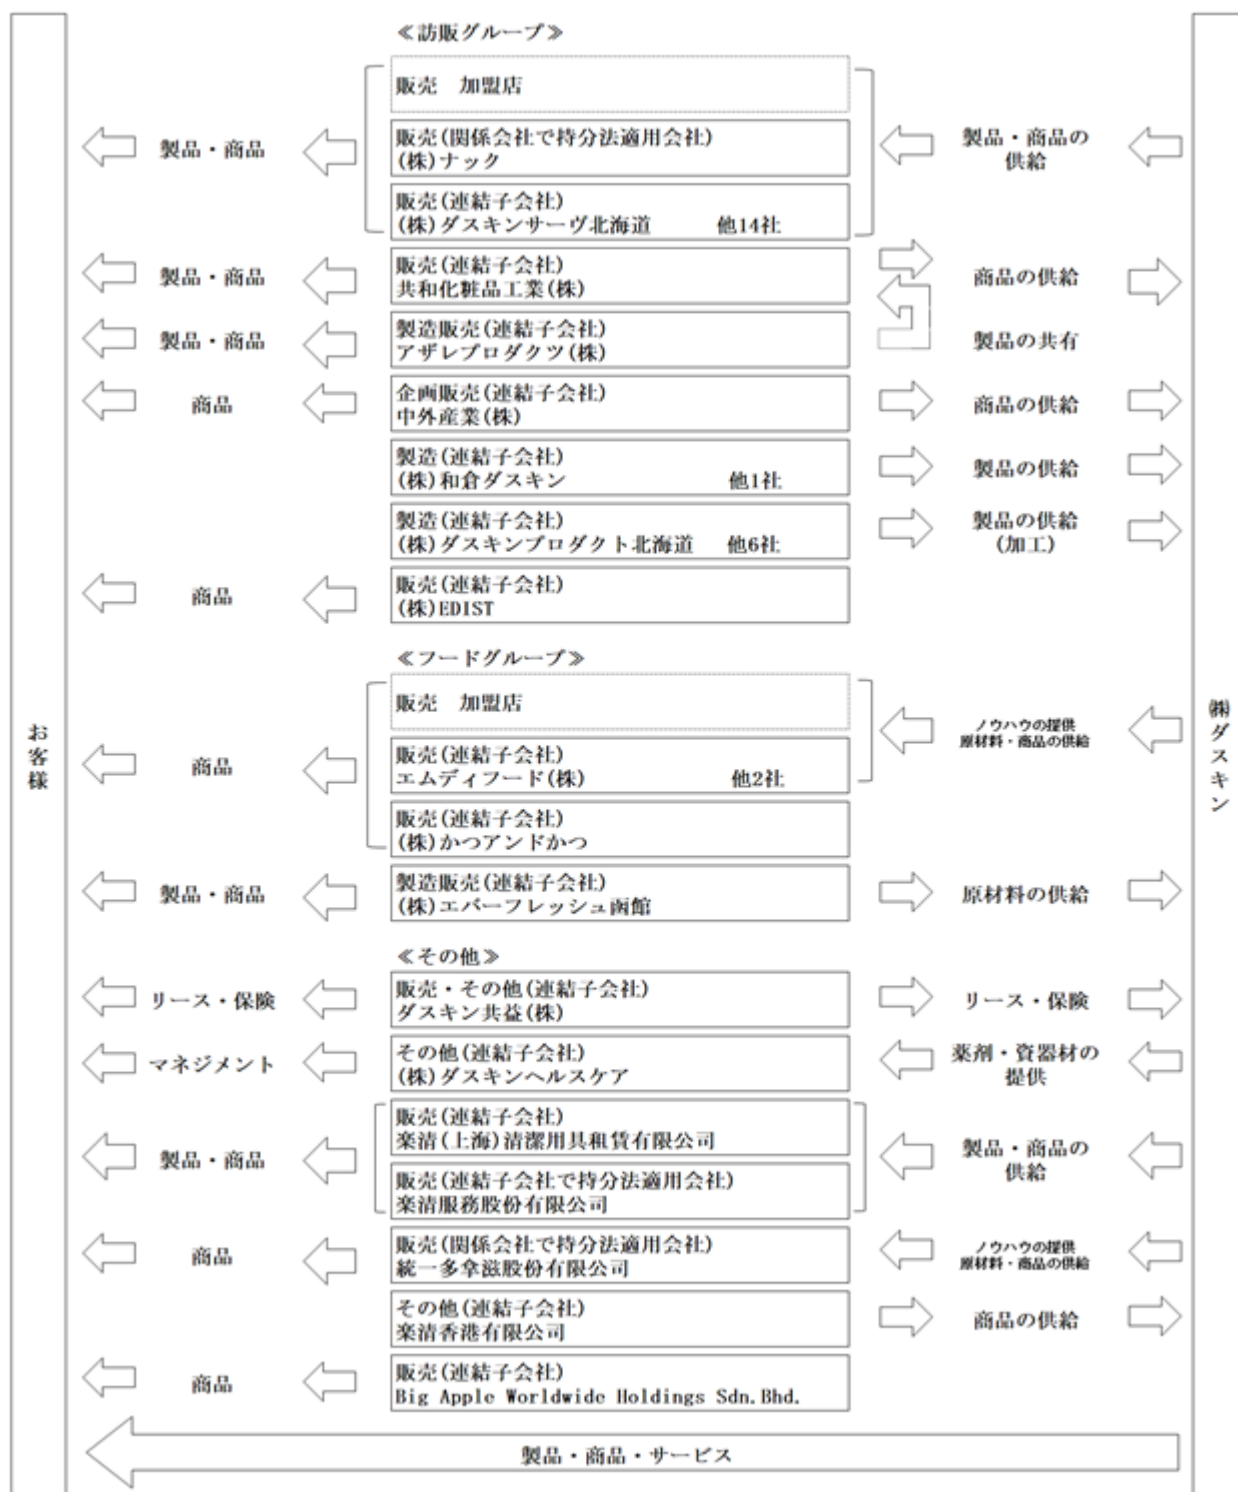 ≪訪販グループ≫
販売　加盟店
製品・商品
販売(関係会社で持分法適用会社)
(株)ナック
製品・商品の
供給
販売(連結子会社)
(株)ダスキンサーヴ北海道　他14社
製品・商品
販売(連結子会社)
共和化粧品工業(株)
商品の供給
製品・商品
製造販売(連結子会社)
アザレプロダクツ(株)
製品の共有
商品
企画販売(連結子会社)
中外産業(株)
商品の供給
製造(連結子会社)
(株)和倉ダスキン　他1社
製品の供給
製造(連結子会社)
(株)ダスキンプロダクト北海道　他6社
製品の供給
(加工)
商品
販売(連結子会社)
(株)EDIST
≪フードグループ≫
販売　加盟店
お客様
ノウハウの提供
原材料・商品の供給
㈱ダスキン
商品
販売(連結子会社)
エムディフード(株)　他2社
販売(連結子会社)
(株)かつアンドかつ
製品・商品
製造販売(連結子会社)
(株)エバーフレッシュ函館
原材料の供給
≪その他≫
リース・保険
販売・その他(連結子会社)
ダスキン共益(株)
リース・保険
マネジメント
その他(連結子会社)
(株)ダスキンヘルスケア
薬剤・資器材の
提供
製品・商品
販売(連結子会社)
楽清(上海)清潔用具租賃有限公司
製品・商品の
供給
販売(連結子会社で持分法適用会社)
楽清服務股份有限公司
商品
販売(関係会社で持分法適用会社)
統一多拿滋股份有限公司
ノウハウの提供
原材料・商品の供給
その他(連結子会社)
楽清香港有限公司
商品の供給
商品
販売(連結子会社)
Big Apple Worldwide Holdings Sdn.Bhd.
製品・商品・サービス